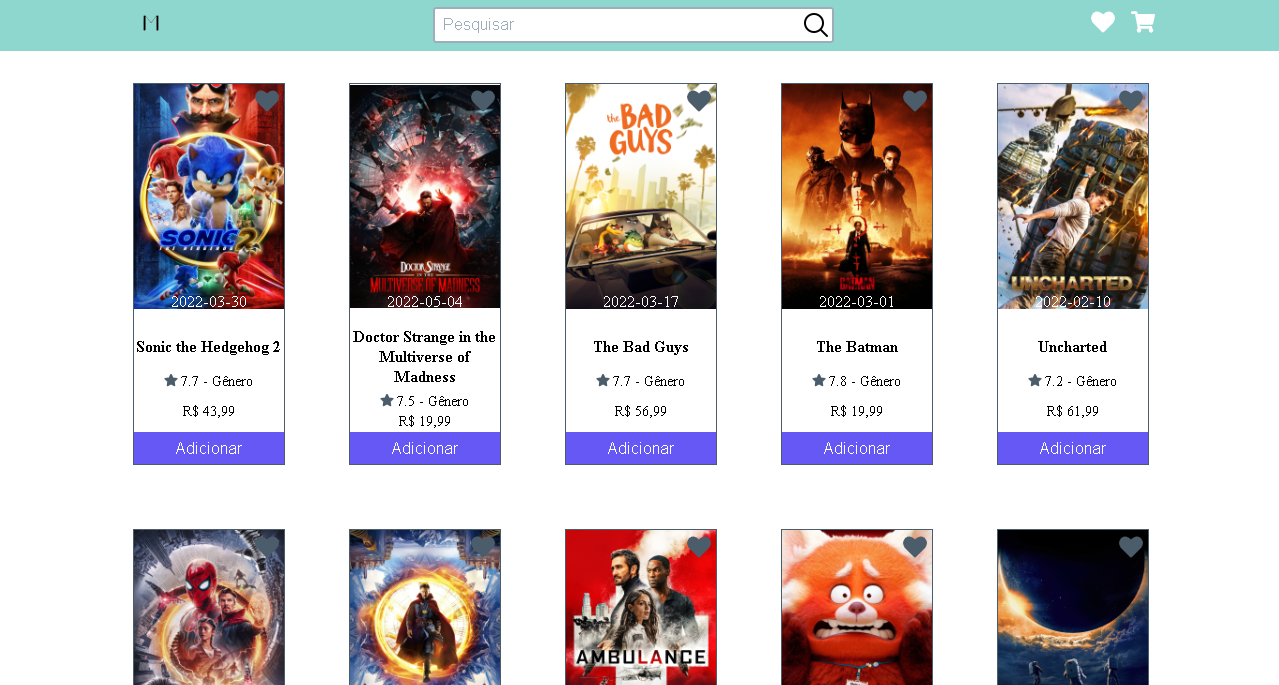 M
Pesquisar
SONIC 2
THE HEDGEHOG
2022-03-30
Sonic the Hedgehog 2
7.7 - Gênero
R$ 43,99
Adicionar
DOCTOR STRANGE
IN THE
MULTIVERSE OF MADNESS
2022-05-04
Doctor Strange in the
Multiverse of
Madness
7.5 - Gênero
R$ 19,99
Adicionar
the BAD
GUYS
2022-03-17
The Bad Guys
7.7 - Gênero
R$ 56,99
Adicionar
THE
BATMAN
2022-03-01
The Batman
7.8 - Gênero
R$ 19,99
Adicionar
UNCHARTED
2022-02-10
Uncharted
7.2 - Gênero
R$ 61,99
Adicionar
AMBULANCE